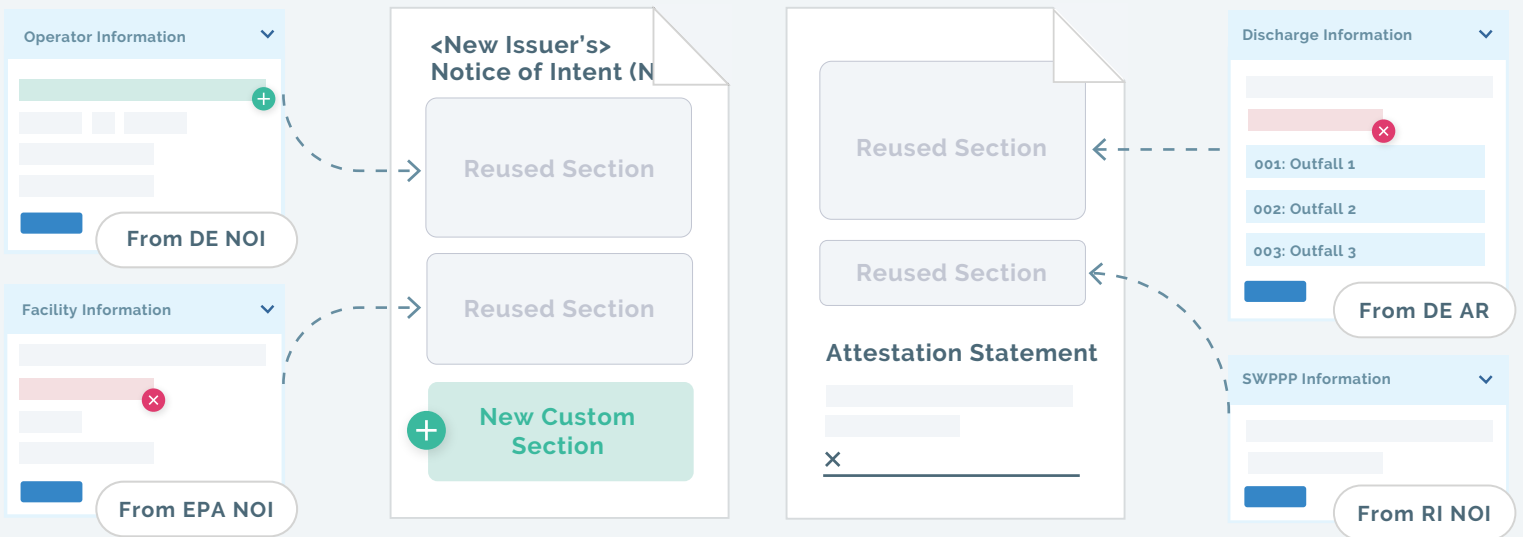 Operator Information
From DE NOI
Facility Information
From EPA NOI
<New Issuer's>
Notice of Intent (N
Reused Section
Reused Section
New Custom
Section
Reused Section
Reused Section
Attestation Statement
Discharge Information
001: Outfall 1
002: Outfall 2
003: Outfall 3
From DE AR
SWPPP Information
From RI NOI